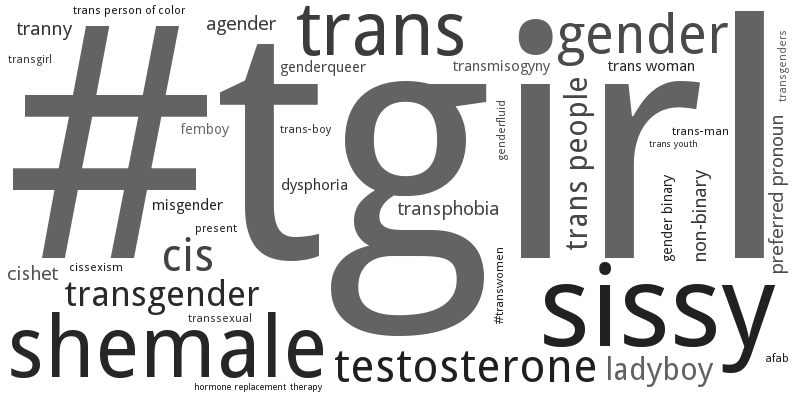 trans person of color
tranny
agender
trans
gender
transgirl
genderqueer
transmisogyny
trans woman
transgenders
#tgirl
femboy
trans-boy
genderfluid
trans people
trans-man
trans youth
dysphoria
misgender
transphobia
gender binary
non-binary
preferred pronoun
present
cis
cishet
cissexism
#transwomen
transgender
sissy
transsexual
shemale
testosterone
ladyboy
afab
hormone replacement therapy